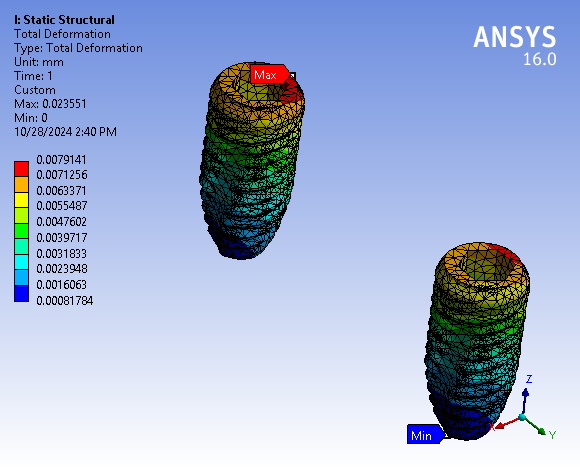 I: Static Structural
Total Deformation
Type: Total Deformation
Unit: mm
Time: 1
Custom
Max: 0.023551
Min: 0
10/28/2024 2:40 PM
0.0079141
0.0071256
0.0063371
0.0055487
0.0047602
0.0039717
0.0031833
0.0023948
0.0016063
0.00081784
ANSYS
16.0
Max
Min
Z
X
Y